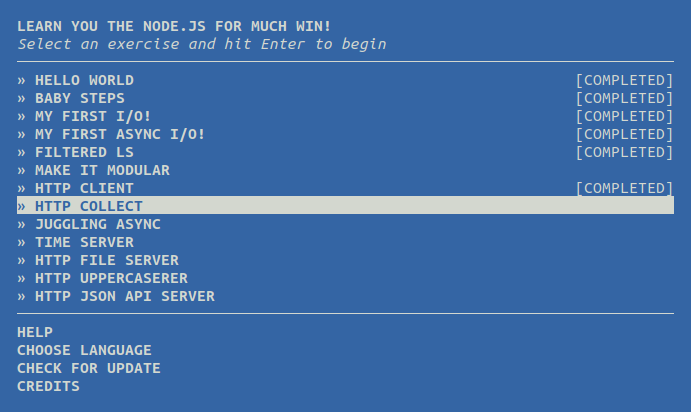 LEARN YOU THE NODE.JS FOR MUCH WIN!
Select an exercise and hit Enter to begin
» HELLO WORLD [COMPLETED]
» BABY STEPS [COMPLETED]
» MY FIRST I/O! [COMPLETED]
» MY FIRST ASYNC I/O! [COMPLETED]
» FILTERED LS [COMPLETED]
» MAKE IT MODULAR
» HTTP CLIENT [COMPLETED]
» HTTP COLLECT
» JUGGLING ASYNC
» TIME SERVER
» HTTP FILE SERVER
» HTTP UPPERCASERER
» HTTP JSON API SERVER
HELP
CHOOSE LANGUAGE
CHECK FOR UPDATE
CREDITS